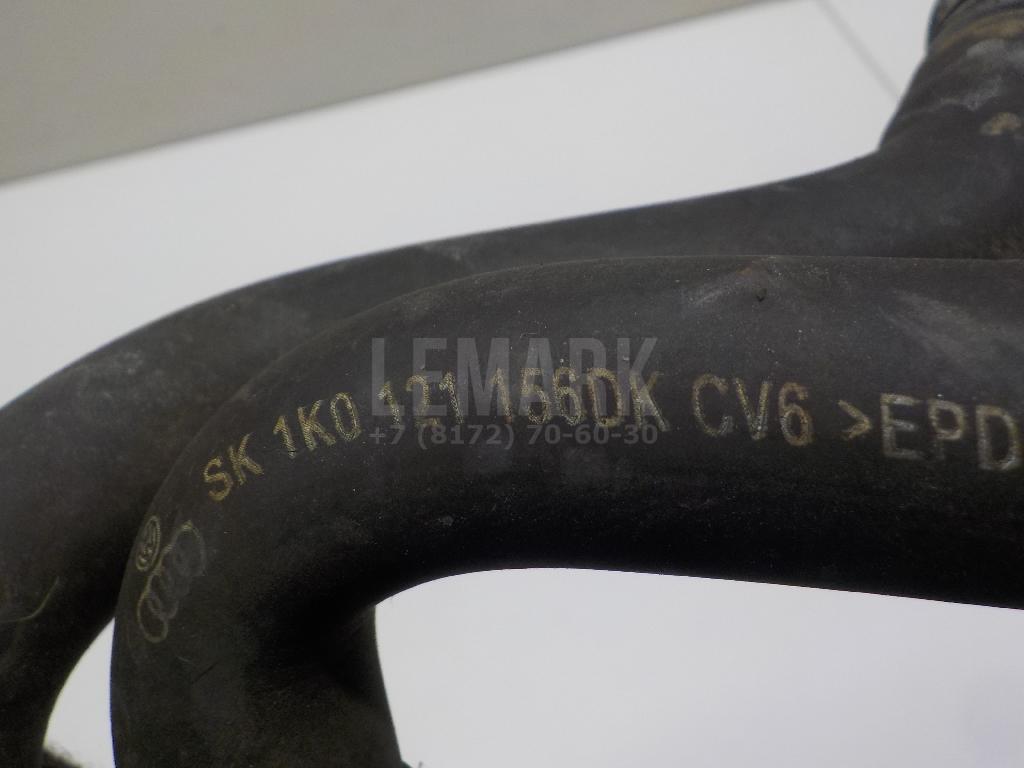 LEMARK
+7 (8172) 70-60-30
SK 1K0 121 156DK CV6 >EPD